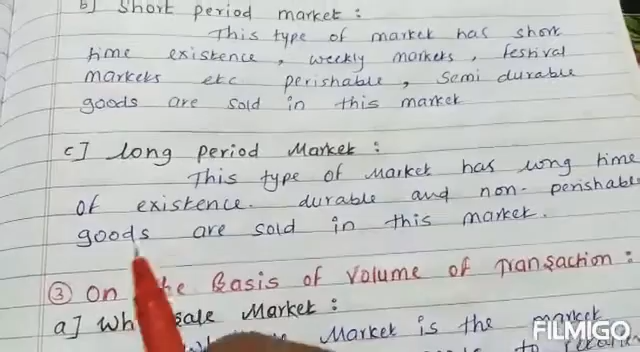 b] Short period market :
This type of market has short
time existence, weekly markets, festival
markets etc perishable, semi durable
goods are sold in this market
c] Long period Market :
This type of Market has long time
of existence. durable and non-perishable
goods are sold in this market.
③ On the Basis of Volume of Transaction :
a] Wholesale Market :
Market is the market
to
FILMIGO